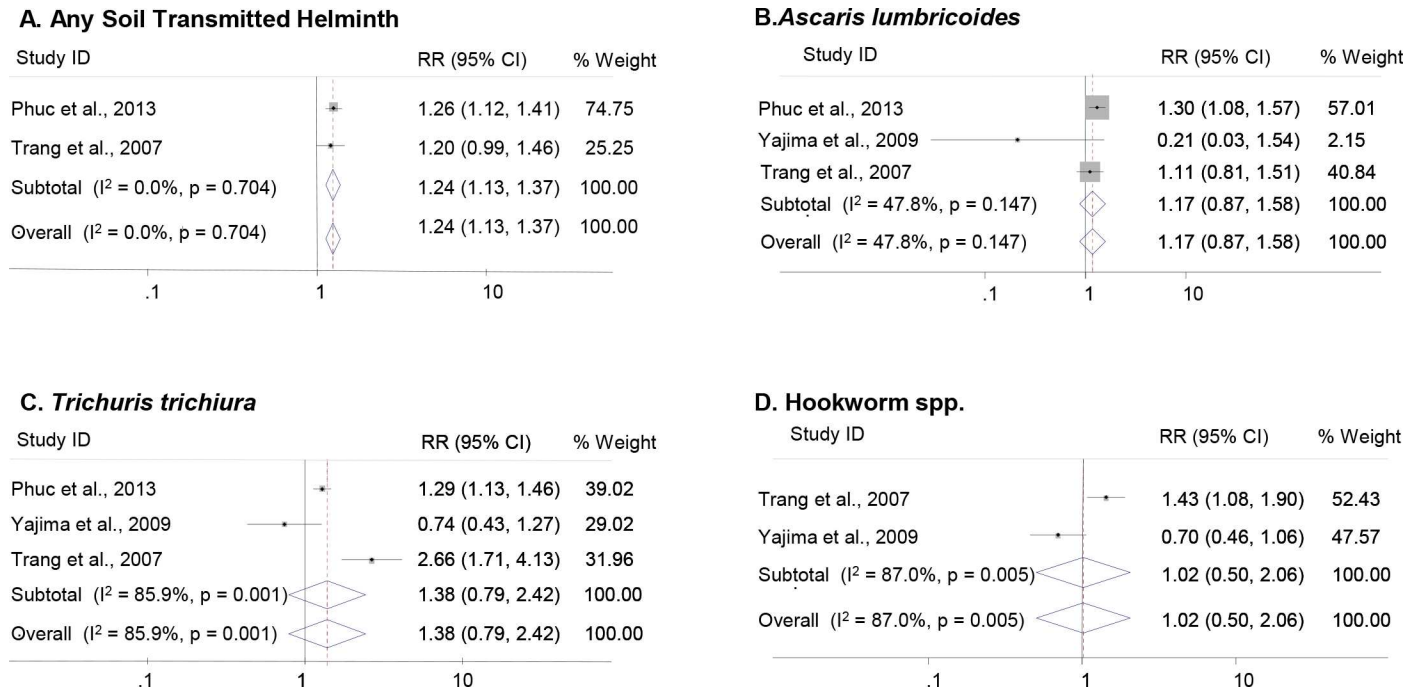 A. Any Soil Transmitted Helminth
Study ID RR (95% CI) % Weight
Phuc et al., 2013 1.26 (1.12, 1.41) 74.75
Trang et al., 2007 1.20 (0.99, 1.46) 25.25
Subtotal (I² = 0.0%, p = 0.704) 1.24 (1.13, 1.37) 100.00
Overall (I² = 0.0%, p = 0.704) 1.24 (1.13, 1.37) 100.00
.1 1 10
B.Ascaris lumbricoides
Study ID RR (95% CI) % Weight
Phuc et al., 2013 1.30 (1.08, 1.57) 57.01
Yajima et al., 2009 0.21 (0.03, 1.54) 2.15
Trang et al., 2007 1.11 (0.81, 1.51) 40.84
Subtotal (I² = 47.8%, p = 0.147) 1.17 (0.87, 1.58) 100.00
Overall (I² = 47.8%, p = 0.147) 1.17 (0.87, 1.58) 100.00
.1 1 10
C. Trichuris trichiura
Study ID RR (95% CI) % Weight
Phuc et al., 2013 1.29 (1.13, 1.46) 39.02
Yajima et al., 2009 0.74 (0.43, 1.27) 29.02
Trang et al., 2007 2.66 (1.71, 4.13) 31.96
Subtotal (I² = 85.9%, p = 0.001) 1.38 (0.79, 2.42) 100.00
Overall (I² = 85.9%, p = 0.001) 1.38 (0.79, 2.42) 100.00
.1 1 10
D. Hookworm spp.
Study ID RR (95% CI) % Weight
Trang et al., 2007 1.43 (1.08, 1.90) 52.43
Yajima et al., 2009 0.70 (0.46, 1.06) 47.57
Subtotal (I² = 87.0%, p = 0.005) 1.02 (0.50, 2.06) 100.00
Overall (I² = 87.0%, p = 0.005) 1.02 (0.50, 2.06) 100.00
.1 1 10